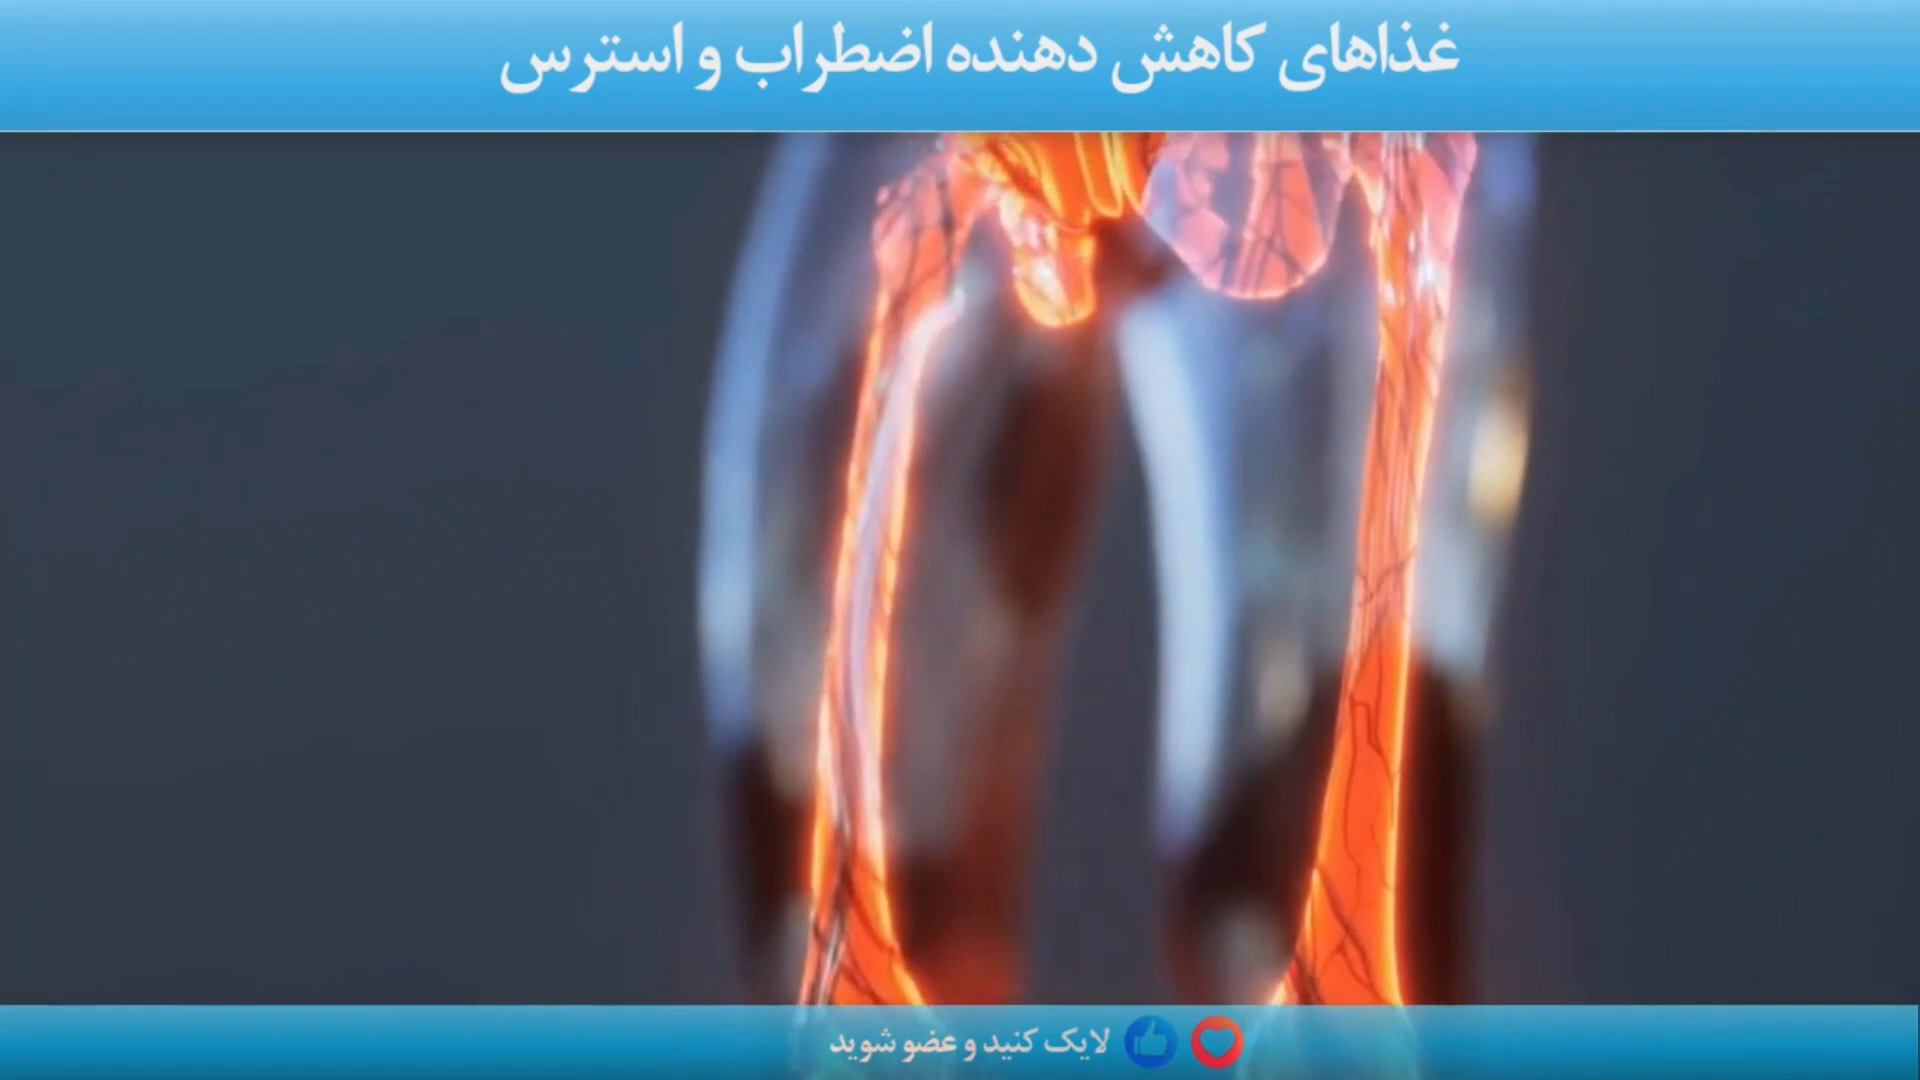 غذاهای کاهش دهنده اضطراب و استرس
لایک کنید و عضو شوید